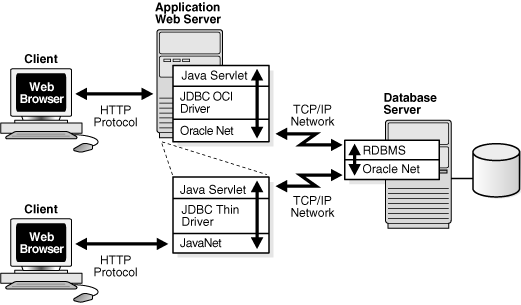 Application
Web Server
Client
Web
Browser
HTTP
Protocol
Java Servlet
JDBC OCI
Driver
Oracle Net
TCP/IP
Network
Database
Server
RDBMS
Oracle Net
Java Servlet
JDBC Thin
Driver
JavaNet
TCP/IP
Network
Client
Web
Browser
HTTP
Protocol